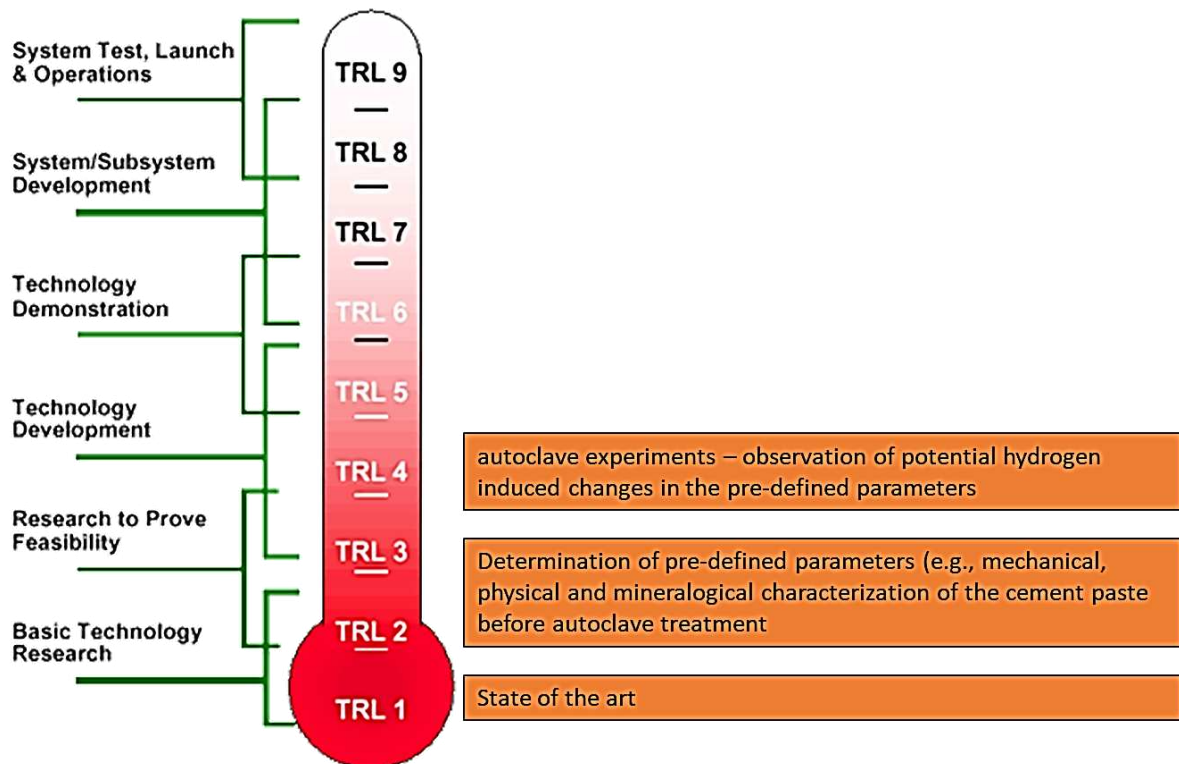 System Test, Launch
& Operations
System/Subsystem
Development
Technology
Demonstration
Technology
Development
Research to Prove
Feasibility
Basic Technology
Research
TRL 9
TRL 8
TRL 7
TRL 6
TRL 5
TRL 4
TRL 3
TRL 2
TRL 1
autoclave experiments – observation of potential hydrogen
induced changes in the pre-defined parameters
Determination of pre-defined parameters (e.g., mechanical,
physical and mineralogical characterization of the cement paste
before autoclave treatment
State of the art